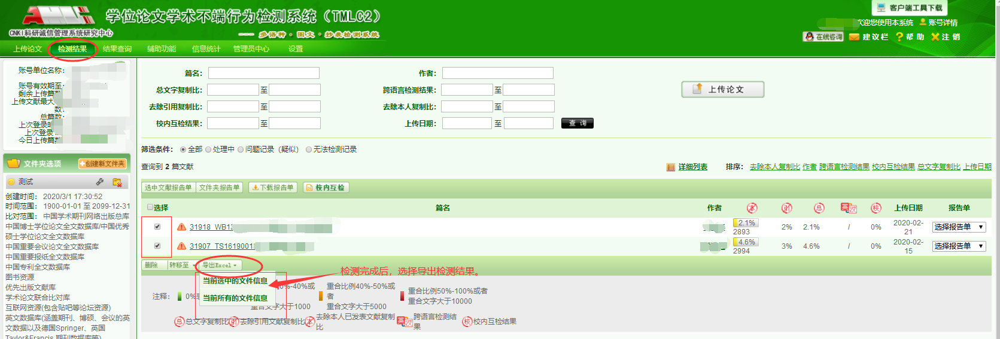 客户端工具下载
学位论文学术不端行为检测系统（TMLC2）
欢迎您使用本系统 账号详情
CNKI科研诚信管理系统研究中心
多语种·图文·抄袭检测系统
在线咨询 建议栏 帮助 注销
上传论文 检测结果 结果查询 辅助功能 信息统计 管理员中心 设置
账号单位名称：
账号有效期至：
剩余上传篇
上传文献最大
数：
总篇数：
上次登录
上次登录
今日上传篇
文件夹选项 创建新文件夹
测试
创建时间： 2020/3/1 17:30:52
时间范围： 1900-01-01 至 2099-12-31
比对范围： 中国学术期刊网络出版总库
中国博士学位论文全文数据库/中国优秀
硕士学位论文全文数据库
中国重要会议论文全文数据库
中国重要报纸全文数据库
中国专利全文数据库
图书资源
优先出版文献库
学术论文联合比对库
互联网资源(包含贴吧等论坛资源)
英文数据库(涵盖期刊、博硕、会议的英
文数据以及德国Springer、英国
Taylor&Francis 期刊数据库等)
篇名： 作者：
总文字复制比： 至 跨语言检测结果： 至
上传论文
去除引用复制比： 至 去除本人复制比： 至
校内互检结果： 至 上传日期： 至 查 询
筛选条件： 全部 处理中 问题记录（疑似） 无法检测记录
查询到 2 篇文献
详细列表 排序： 去除本人复制比 作者 跨语言检测结果 校内互检结果 总文字复制比 上传日期
选中文献报告单 文件夹报告单 下载报告单 校内互检
选择 篇名 作者 本 引 总 英汉 校 上传日期 报告单
31918_WB1 2.1% 2893 2% 2.1% / 0% 2020-02-21 选择报告单
31907_TS1619001 4.6% 2994 3% 4.6% / 0% 2020-02-15 选择报告单
删除 转移至 导出Excel
检测完成后，选择导出检测结果。
当前选中的文件信息
当前所有的文件信息
注释： 0%
0%-40%或
重合文字大于1000
重合比例40%-50%或
者
重合文字大于5000
重合比例50%-100%或者
重合文字大于10000
总 总文字复制比 引 去除引用文献复制比 本 去除本人已发表文献复制比 英汉 跨语言检测结果 校 校内互检结果